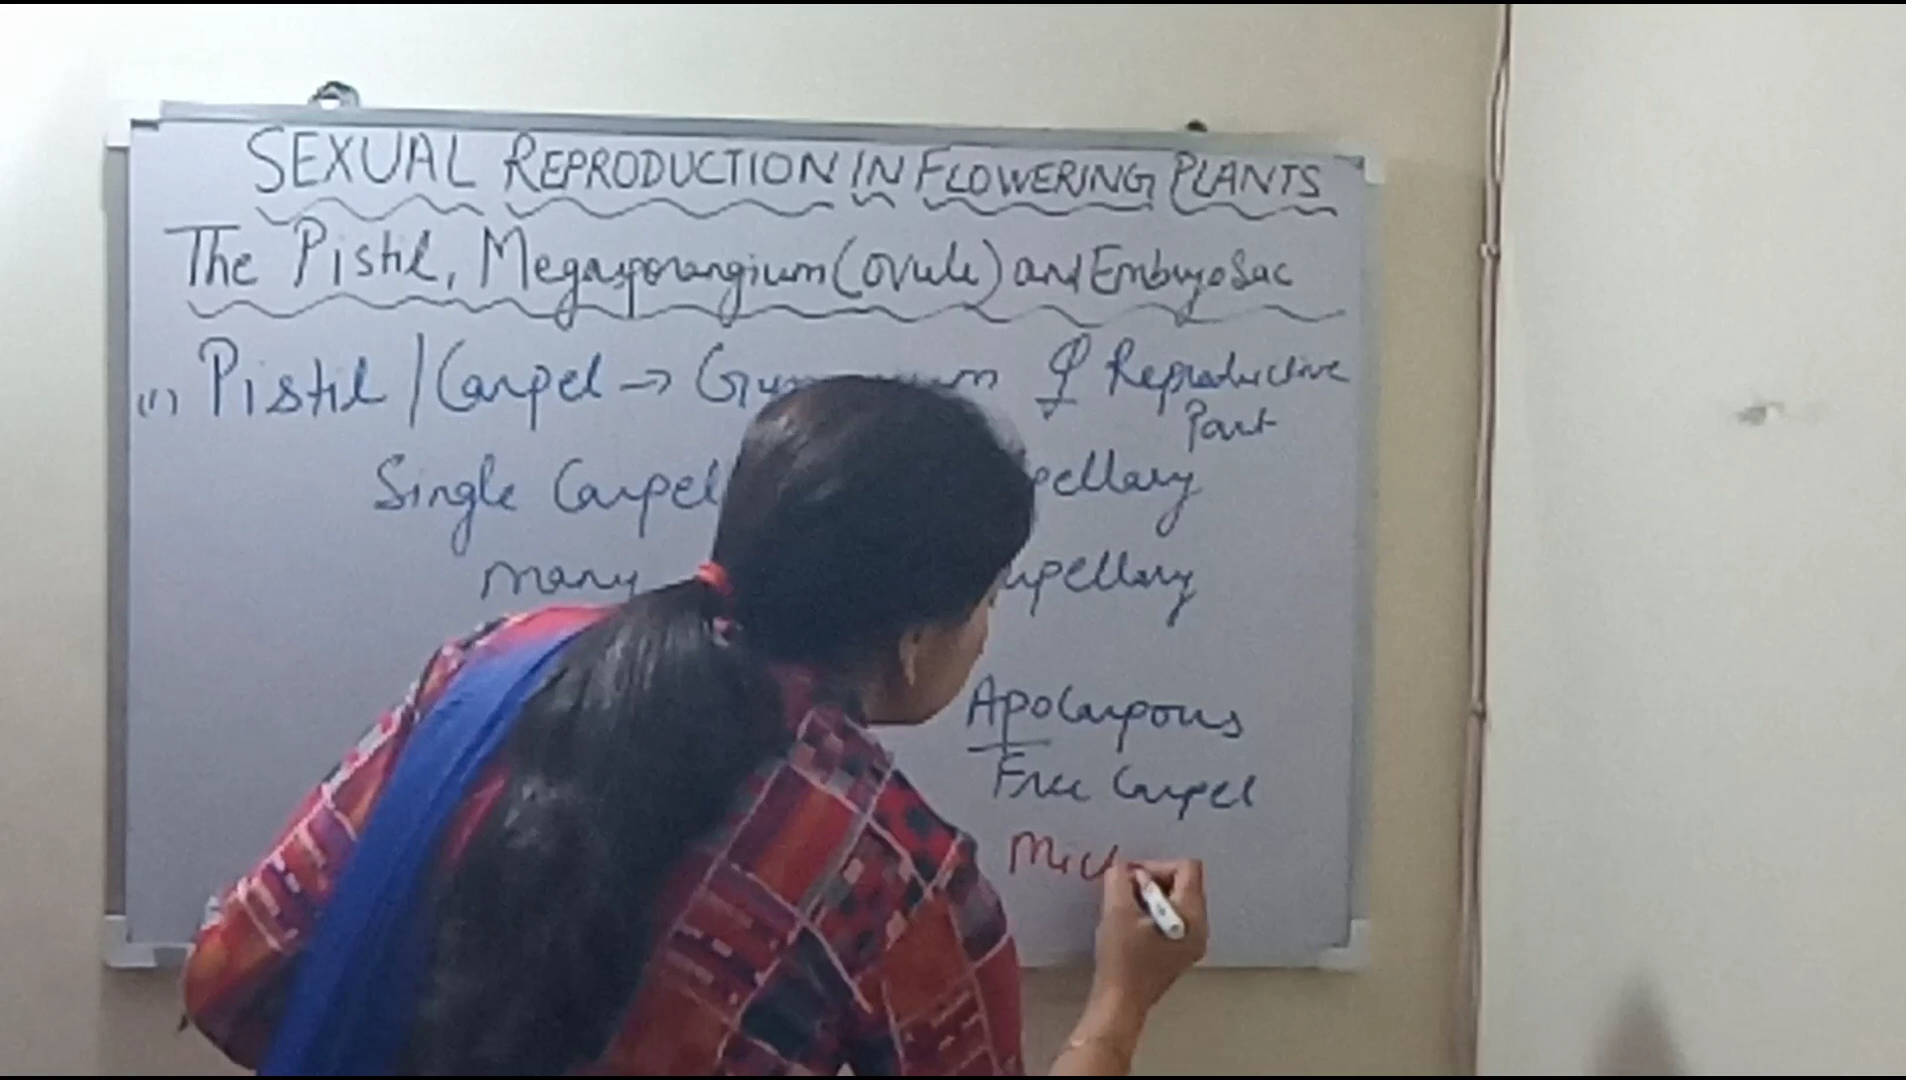 SEXUAL REPRODUCTION IN FLOWERING PLANTS
The Pistil, Megasporangium (ovule) and Embryo Sac
(1) Pistil / Carpel → ♀ Reproductive
Part
Single Carpel
many
Apocarpous
Free Carpel